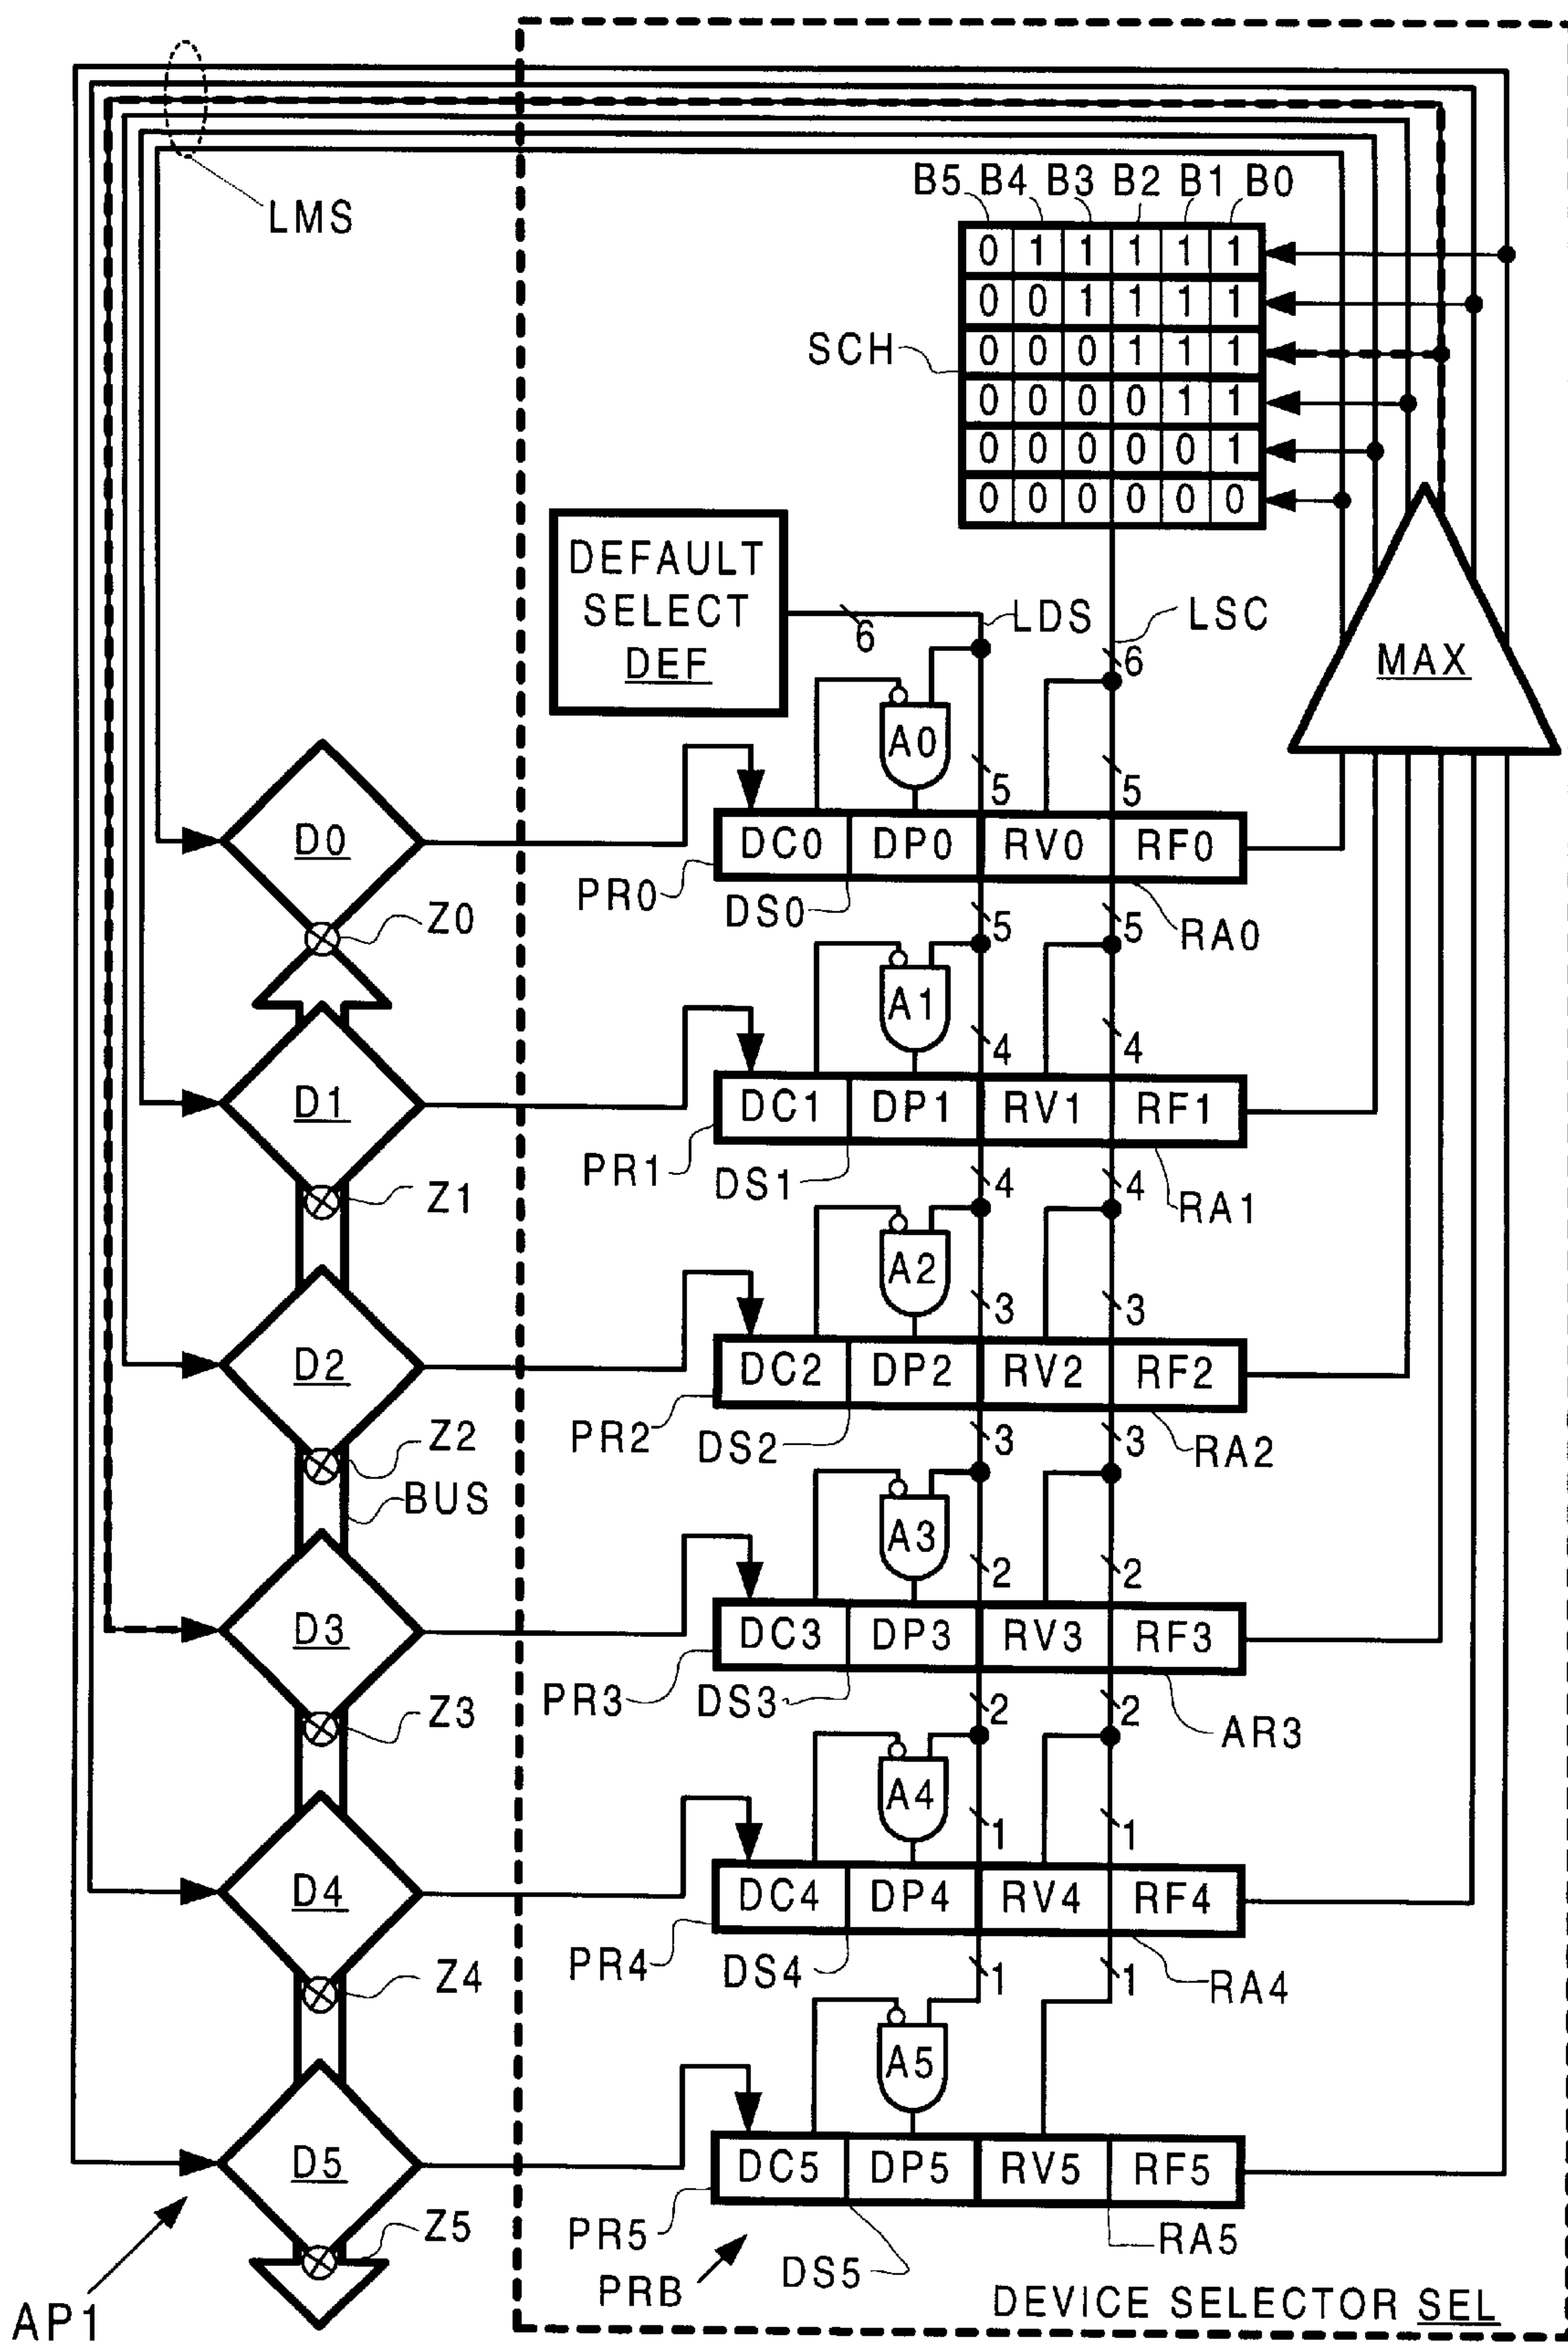 LMS
B5 B4 B3 B2 B1 B0
0 1 1 1 1 1
0 0 1 1 1 1
SCH
0 0 0 1 1 1
0 0 0 0 1 1
0 0 0 0 0 1
0 0 0 0 0 0
DEFAULT
SELECT
DEF
6
LDS
LSC
6
MAX
A0
5
5
D0
DC0 DP0 RV0 RF0
PR0
DS0
5
5
RA0
Z0
A1
4
4
D1
DC1 DP1 RV1 RF1
PR1
DS1
4
4
RA1
Z1
A2
3
3
D2
DC2 DP2 RV2 RF2
PR2
DS2
3
3
RA2
Z2
BUS
A3
2
2
D3
DC3 DP3 RV3 RF3
PR3
DS3
2
2
AR3
Z3
A4
1
1
D4
DC4 DP4 RV4 RF4
PR4
DS4
1
1
RA4
Z4
A5
D5
DC5 DP5 RV5 RF5
PR5
DS5
RA5
Z5
PRB
AP1
DEVICE SELECTOR SEL